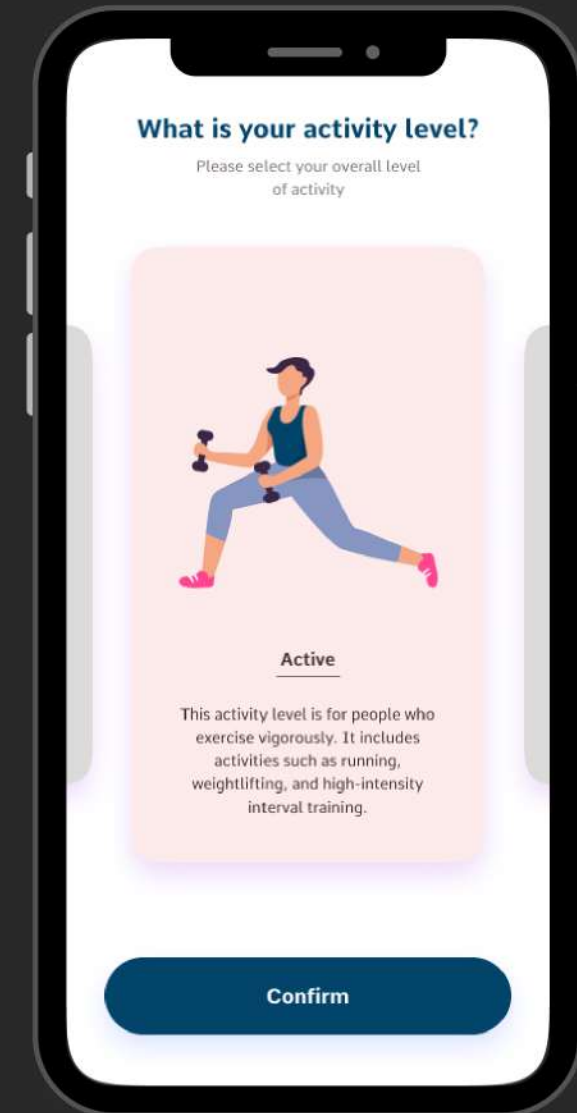 What is your activity level?
Please select your overall level
of activity
Active
This activity level is for people who
exercise vigorously. It includes
activities such as running,
weightlifting, and high-intensity
interval training.
Confirm